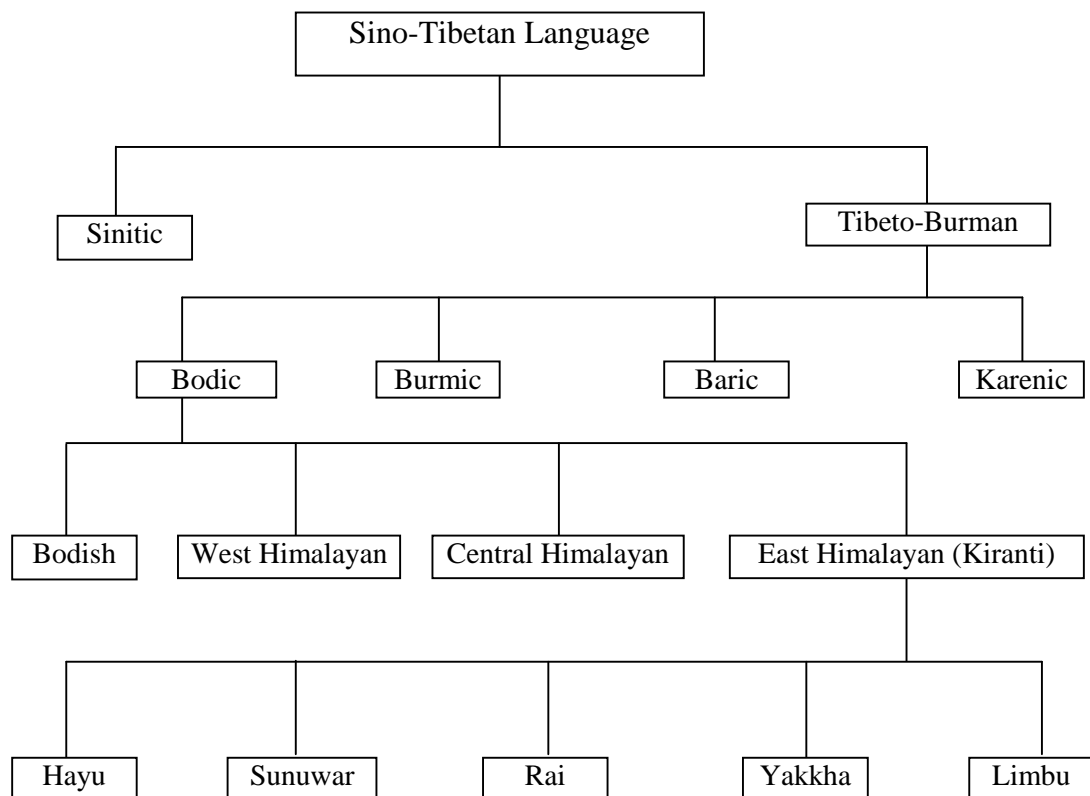 Sino-Tibetan Language
Sinitic
Tibeto-Burman
Bodic
Burmic
Baric
Karenic
Bodish
West Himalayan
Central Himalayan
East Himalayan (Kiranti)
Hayu
Sunuwar
Rai
Yakkha
Limbu